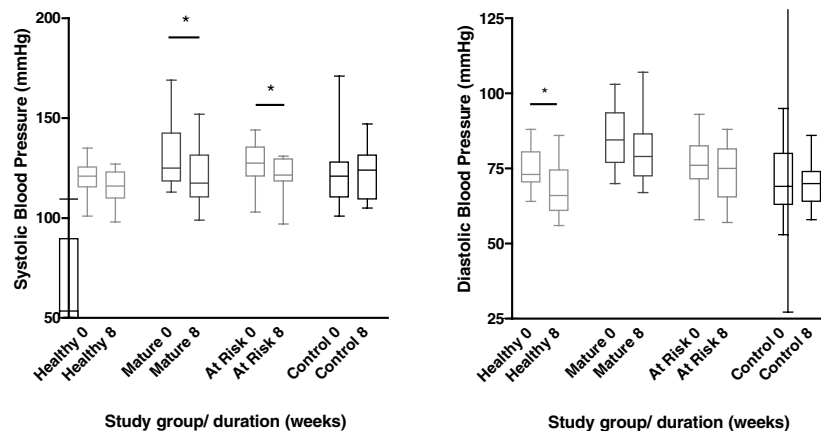 Systolic Blood Pressure (mmHg)
200
150
100
50
*
*
Healthy 0
Healthy 8
Mature 0
Mature 8
At Risk 0
At Risk 8
Control 0
Control 8
Study group/ duration (weeks)
Diastolic Blood Pressure (mmHg)
125
100
75
50
25
*
Healthy 0
Healthy 8
Mature 0
Mature 8
At Risk 0
At Risk 8
Control 0
Control 8
Study group/ duration (weeks)